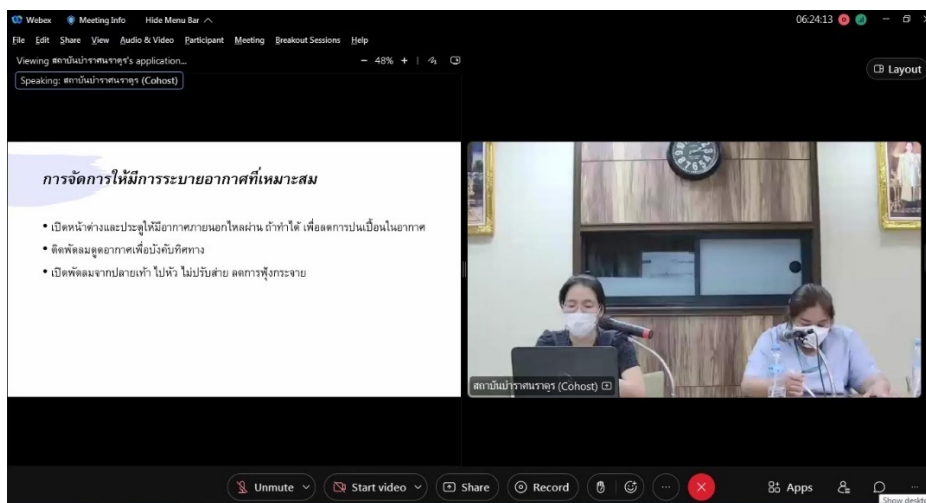 Webex Meeting Info Hide Menu Bar
06:24:13
File Edit Share View Audio & Video Participant Meeting Breakout Sessions Help
Viewing สถาบันบำราศนราดูร's application...
48%
Layout
Speaking: สถาบันบำราศนราดูร (Cohost)
การจัดการให้มีการระบายอากาศที่เหมาะสม
• เปิดหน้าต่างและประตูให้มีอากาศภายนอกไหลผ่าน ถ้าทำได้ เพื่อลดการปนเปื้อนในอากาศ
• ติดพัดลมดูดอากาศเพื่อบังคับทิศทาง
• เปิดพัดลมจากปลายเท้า ไปหัว ไม่ปรับส่าย ลดการฟุ้งกระจาย
สถาบันบำราศนราดูร (Cohost)
Unmute Start video Share Record Apps
Show deskto